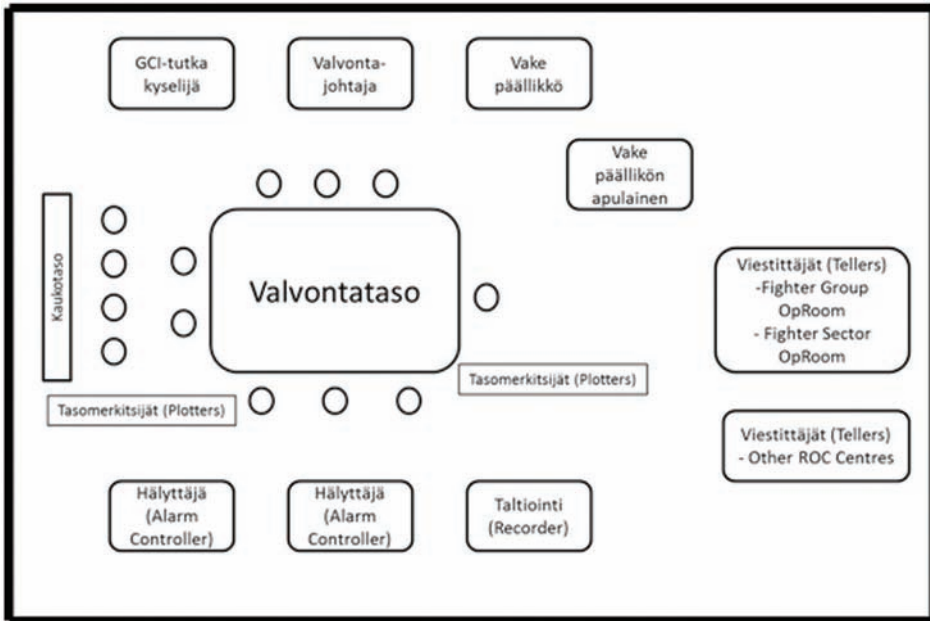 GCI-tutka
kyselijä
Valvonta-
johtaja
Vake
päällikkö
Vake
päällikön
apulainen
Kaukotaso
Valvontataso
Viestittäjät (Tellers)
-Fighter Group
OpRoom
- Fighter Sector
OpRoom
Tasomerkitsijät (Plotters)
Tasomerkitsijät (Plotters)
Viestittäjät (Tellers)
- Other ROC Centres
Hälyttäjä
(Alarm
Controller)
Hälyttäjä
(Alarm
Controller)
Taltiointi
(Recorder)